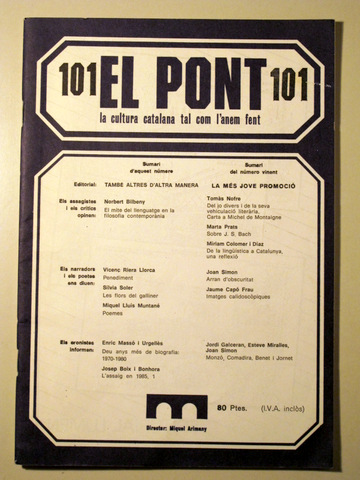 101 EL PONT 101
la cultura catalana tal com l'anem fent
Sumari
d'aquest número
Sumari
del número vinent
Editorial: TAMBE ALTRES D'ALTRA MANERA
LA MÉS JOVE PROMOCIÓ
Els assagistes
i els crítics
opinen:
Norbert Bilbeny
El mite del llenguatge en la
filosofia contemporània
Tomás Nofre
Del jo divers i de la seva
vehiculació literària.
Carta a Michel de Montaigne
Marta Prats
Sobre J. S. Bach
Míriam Colomer i Díaz
De la lingüística a Catalunya,
una reflexió
Els narradors
i els poetes
ens diuen:
Vicenç Riera Llorca
Penediment
Sílvia Soler
Les flors del galliner
Miquel Lluís Muntané
Poemes
Joan Simon
Arran d'obscuritat
Jaume Capó Frau
Imatges calidoscòpiques
Els cronistes
informen:
Enric Massó i Urgellès
Deu anys més de biografia:
1970-1980
Josep Boix i Bonhora
L'assaig en 1985, 1
Jordi Galceran, Esteve Miralles,
Joan Simon
Monzó, Comadira, Benet i Jornet
80 Ptes. (I.V.A. inclòs)
Director: Miquel Arimany